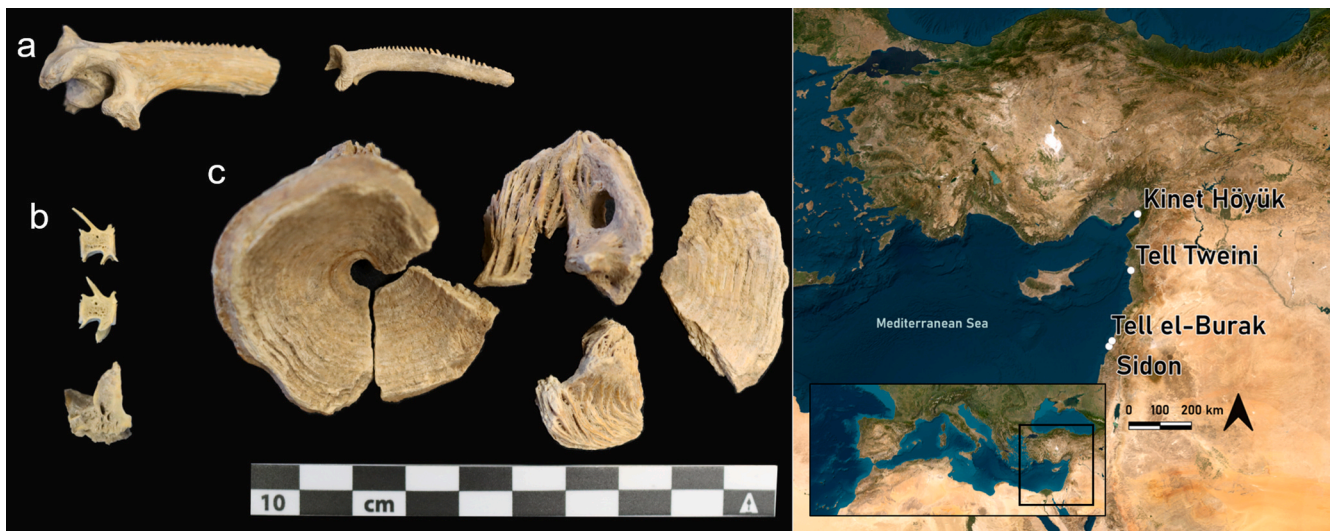 a
b
c
10 cm A
Kinet Höyük
Tell Tweini
Mediterranean Sea
Tell el-Burak
Sidon
0 100 200 km